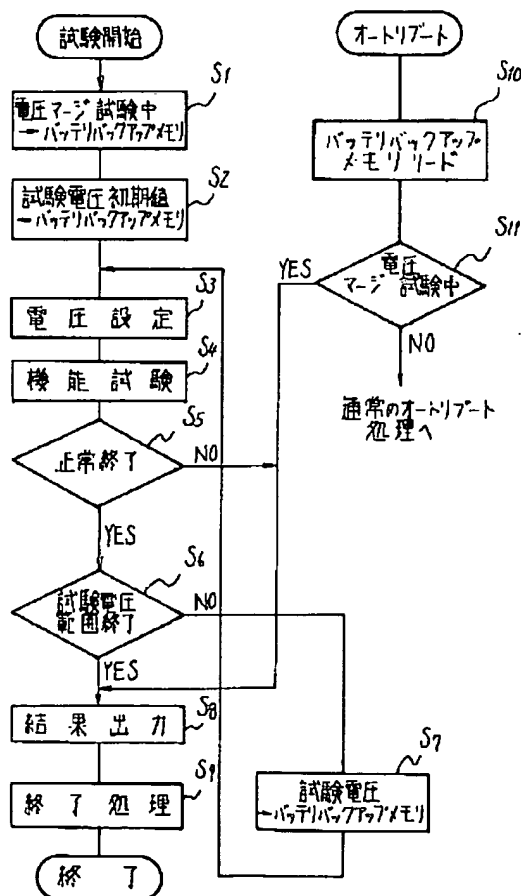 試験開始
S1
電圧マージ試験中
→バッテリバックアップメモリ
S2
試験電圧初期値
→バッテリバックアップメモリ
S3
電圧設定
S4
機能試験
S5
正常終了
NO
YES
S6
試験電圧
範囲終了
NO
YES
S8
結果出力
S9
終了処理
終了
S7
試験電圧
→バッテリバックアップメモリ
オートリブート
S10
バッテリバックアップ
メモリリード
S11
電圧
マージ試験中
YES
NO
通常のオートリブート
処理へ